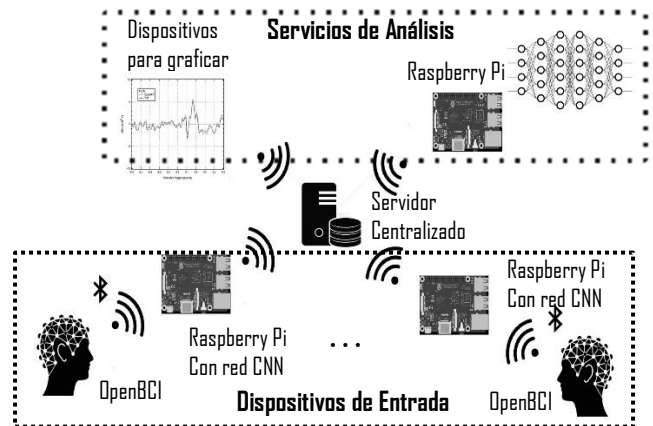 Servicios de Análisis
Dispositivos
para graficar
Raspberry Pi
Servidor
Centralizado
Raspberry Pi
Con red CNN
Raspberry Pi
Con red CNN
. . .
OpenBCI
Dispositivos de Entrada
OpenBCI